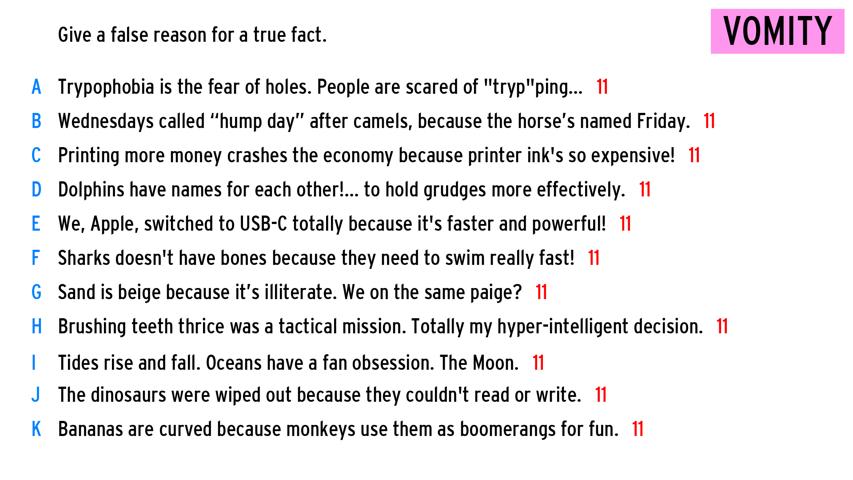 Give a false reason for a true fact.
VOMITY
A Trypophobia is the fear of holes. People are scared of "tryp"ping... 11
B Wednesdays called “hump day” after camels, because the horse’s named Friday. 11
C Printing more money crashes the economy because printer ink's so expensive! 11
D Dolphins have names for each other!... to hold grudges more effectively. 11
E We, Apple, switched to USB-C totally because it's faster and powerful! 11
F Sharks doesn't have bones because they need to swim really fast! 11
G Sand is beige because it’s illiterate. We on the same paige? 11
H Brushing teeth thrice was a tactical mission. Totally my hyper-intelligent decision. 11
I Tides rise and fall. Oceans have a fan obsession. The Moon. 11
J The dinosaurs were wiped out because they couldn't read or write. 11
K Bananas are curved because monkeys use them as boomerangs for fun. 11